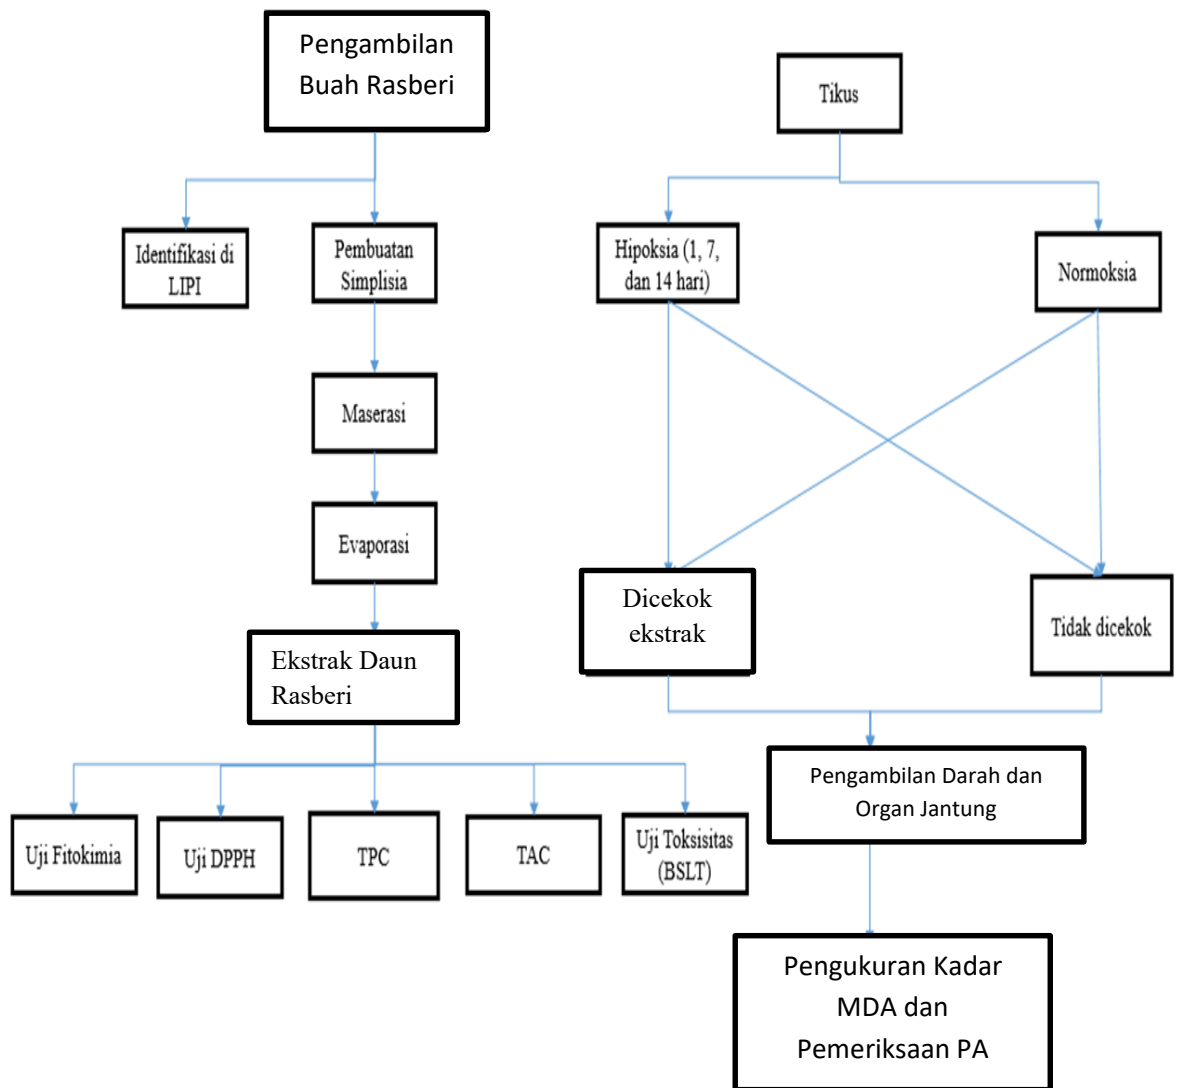 Pengambilan
Buah Rasberi
Tikus
Identifikasi di
LIPI
Pembuatan
Simplisia
Hipoksia (1, 7,
dan 14 hari)
Normoksia
Maserasi
Evaporasi
Dicekok
ekstrak
Tidak dicekok
Ekstrak Daun
Rasberi
Pengambilan Darah dan
Organ Jantung
Uji Fitokimia
Uji DPPH
TPC
TAC
Uji Toksisitas
(BSLT)
Pengukuran Kadar
MDA dan
Pemeriksaan PA